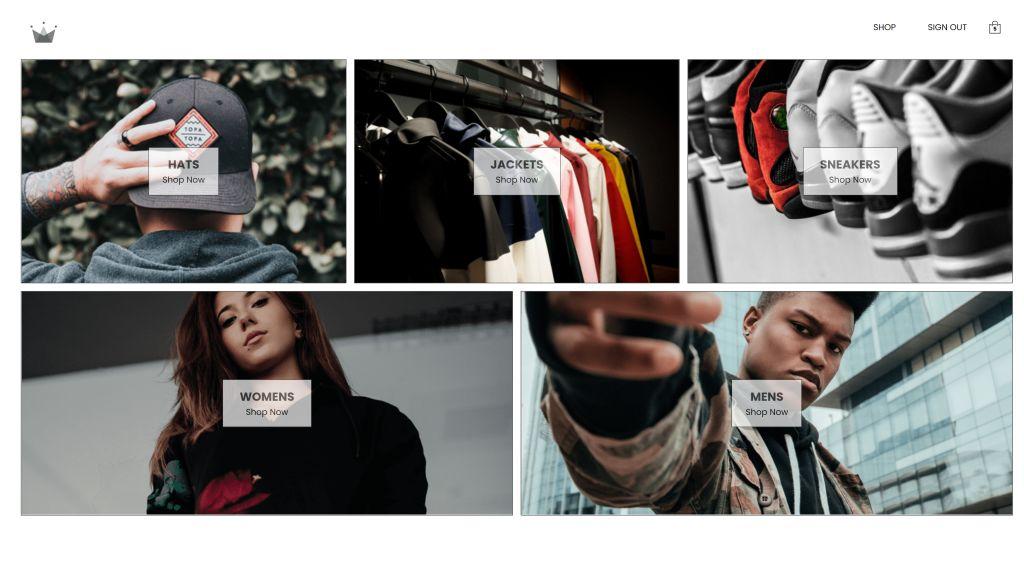 SHOP
SIGN OUT
5
TOPA
TOPA
HATS
Shop Now
JACKETS
Shop Now
SNEAKERS
Shop Now
WOMENS
Shop Now
MENS
Shop Now